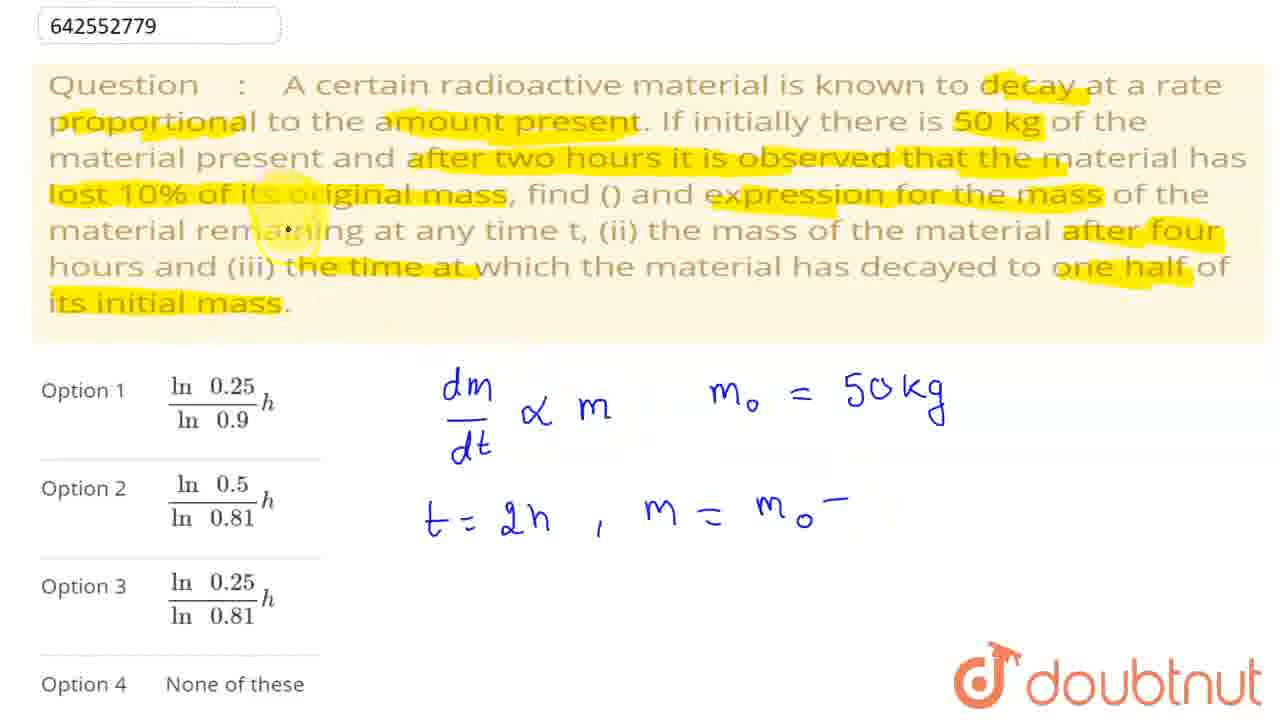 642552779
Question : A certain radioactive material is known to decay at a rate
proportional to the amount present. If initially there is 50 kg of the
material present and after two hours it is observed that the material has
lost 10% of its original mass, find () and expression for the mass of the
material remaining at any time t, (ii) the mass of the material after four
hours and (iii) the time at which the material has decayed to one half of
its initial mass.
Option 1 ln 0.25 / ln 0.9 h
dm/dt ∝ m m₀ = 50kg
Option 2 ln 0.5 / ln 0.81 h
t = 2h , m = m₀ −
Option 3 ln 0.25 / ln 0.81 h
Option 4 None of these
doubtnut